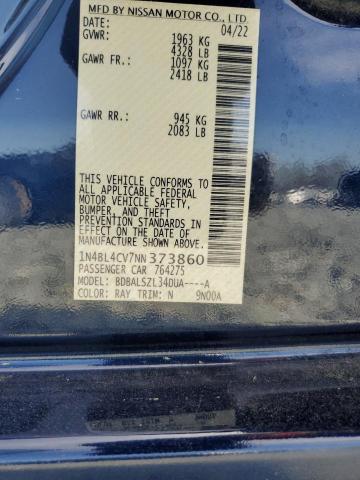 MFD BY NISSAN MOTOR CO., LTD.
DATE: 04/22
GVWR: 1963 KG
4328 LB
GAWR FR: 1097 KG
2418 LB
GAWR RR: 945 KG
2083 LB
THIS VEHICLE CONFORMS TO
ALL APPLICABLE FEDERAL
MOTOR VEHICLE SAFETY,
BUMPER, AND THEFT
PREVENTION STANDARDS IN
EFFECT ON THE DATE OF
MANUFACTURE SHOWN ABOVE.
1N4BL4CV7NN373860
PASSENGER CAR 764275
MODEL: BDBALSZL34DUA----A
COLOR: RAY TRIM: N 9N00A